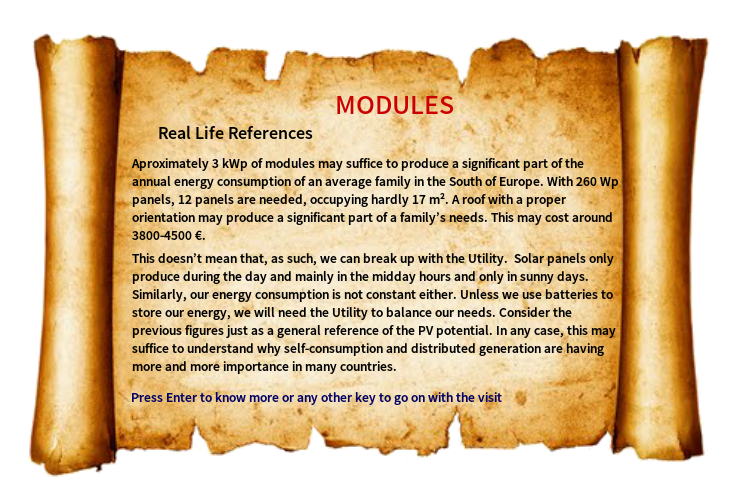 MODULES
Real Life References
Aproximately 3 kWp of modules may suffice to produce a significant part of the
annual energy consumption of an average family in the South of Europe. With 260 Wp
panels, 12 panels are needed, occupying hardly 17 m². A roof with a proper
orientation may produce a significant part of a family’s needs. This may cost around
3800-4500 €.
This doesn’t mean that, as such, we can break up with the Utility.  Solar panels only
produce during the day and mainly in the midday hours and only in sunny days.
Similarly, our energy consumption is not constant either. Unless we use batteries to
store our energy, we will need the Utility to balance our needs. Consider the
previous figures just as a general reference of the PV potential. In any case, this may
suffice to understand why self-consumption and distributed generation are having
more and more importance in many countries.
Press Enter to know more or any other key to go on with the visit